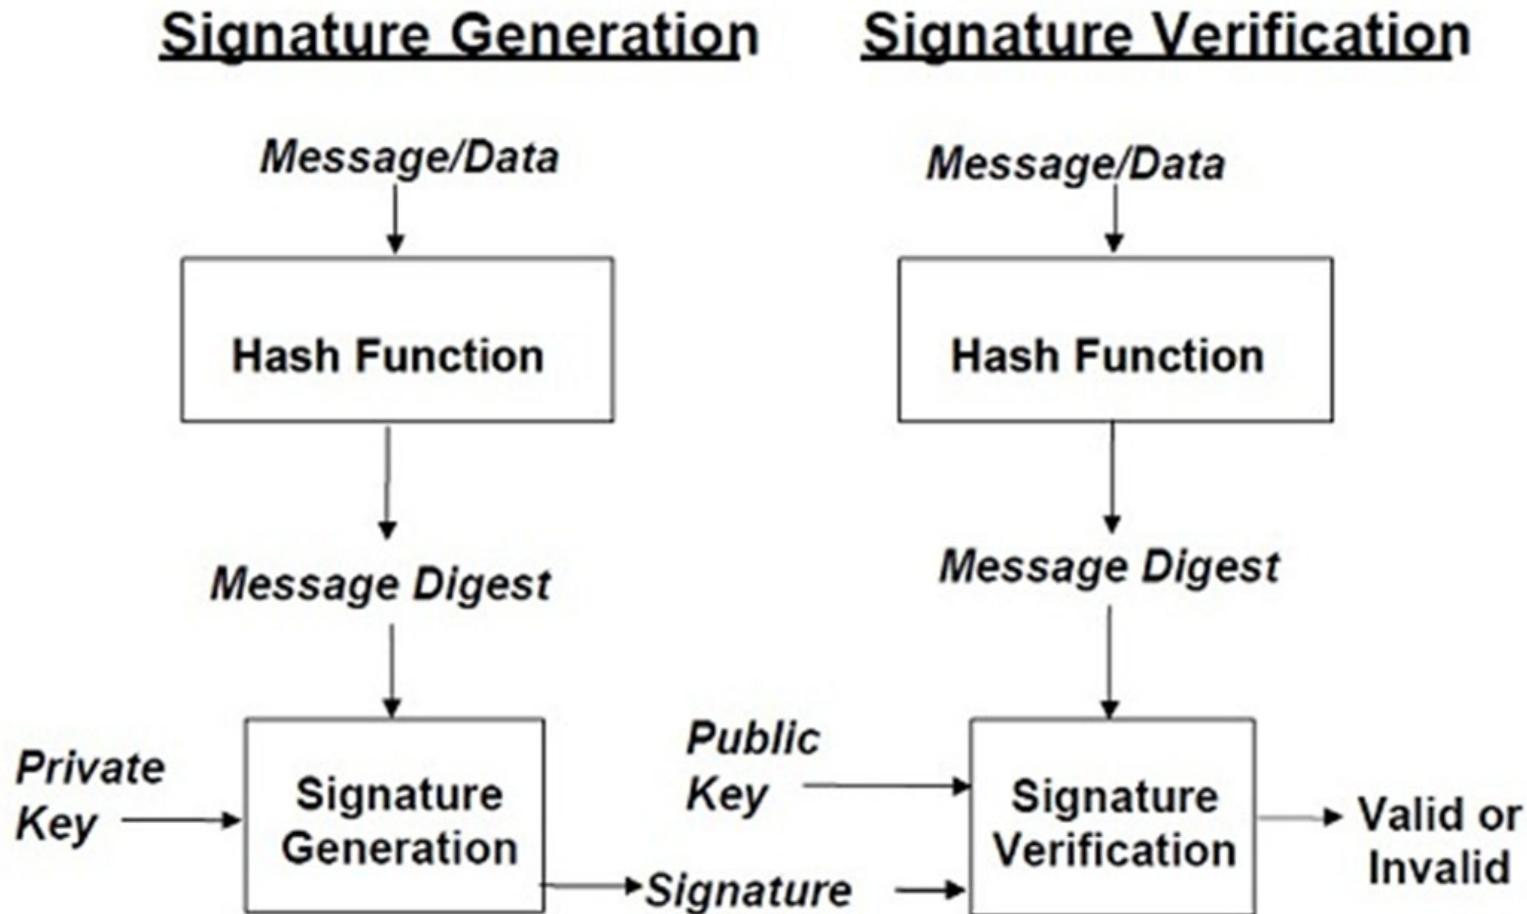 Signature Generation
Message/Data
Hash Function
Message Digest
Private
Key
Signature
Generation
Signature Verification
Message/Data
Hash Function
Message Digest
Public
Key
Signature
Signature
Verification
Valid or
Invalid